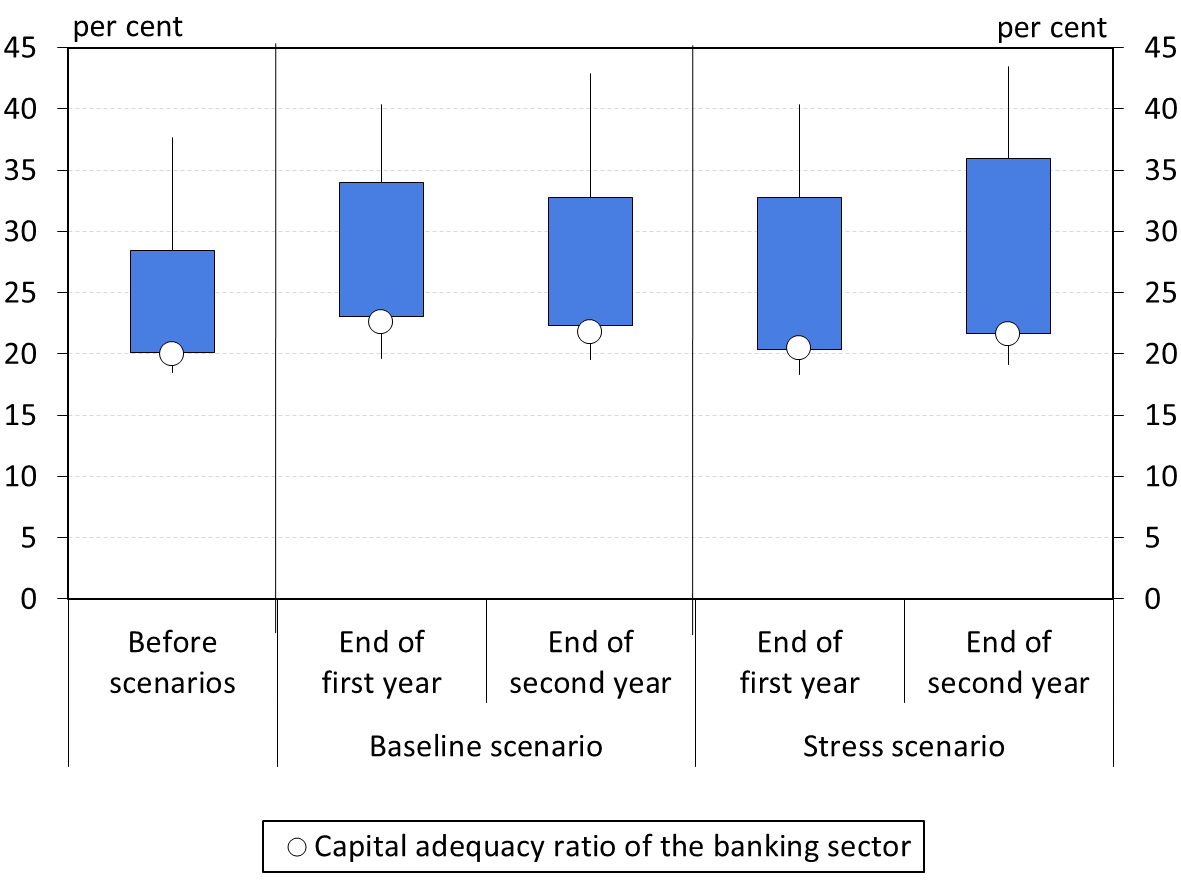 per cent per cent
45 45
40 40
35 35
30 30
25 25
20 20
15 15
10 10
5 5
0 0
Before End of End of End of End of
scenarios first year second year first year second year
Baseline scenario Stress scenario
Capital adequacy ratio of the banking sector